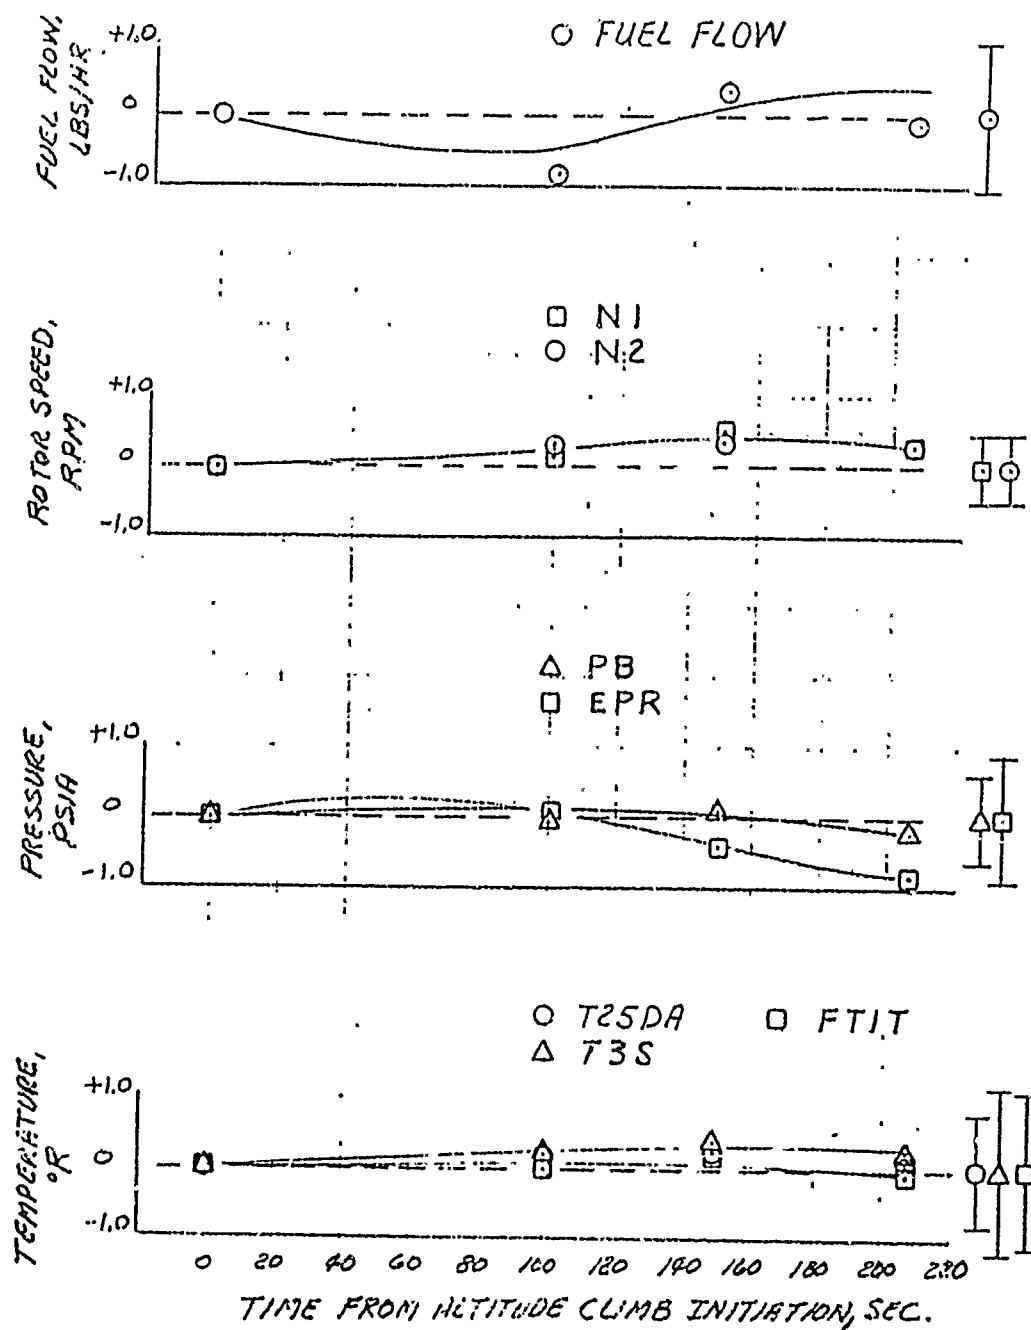 FUEL FLOW,
LBS/HR
+1.0
0
-1.0
FUEL FLOW
ROTOR SPEED,
RPM
+1.0
0
-1.0
N1
N2
PRESSURE,
PSIA
+1.0
0
-1.0
PB
EPR
TEMPERATURE,
°R
+1.0
0
-1.0
T25DA
FTIT
T3S
0 20 40 60 80 100 120 140 160 180 200 220
TIME FROM ALTITUDE CLIMB INITIATION, SEC.